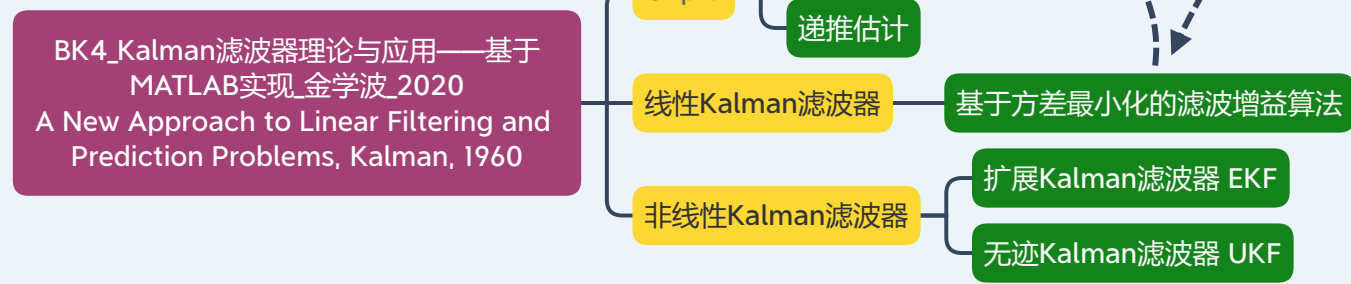 BK4_Kalman滤波器理论与应用——基于
MATLAB实现_金学波_2020
A New Approach to Linear Filtering and
Prediction Problems, Kalman, 1960
递推估计
线性Kalman滤波器
基于方差最小化的滤波增益算法
非线性Kalman滤波器
扩展Kalman滤波器 EKF
无迹Kalman滤波器 UKF